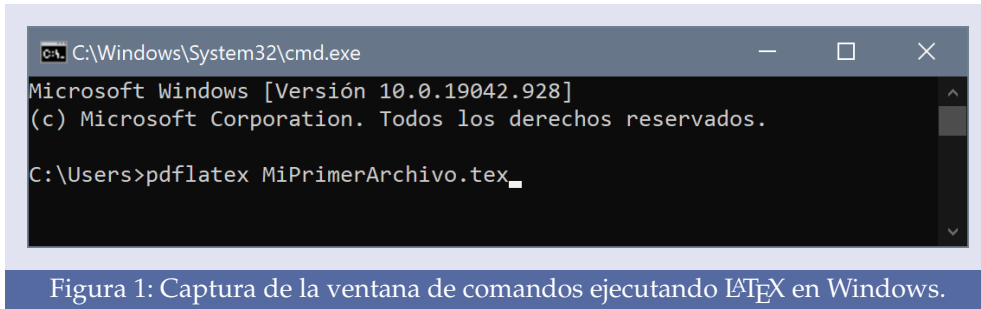 C:\Windows\System32\cmd.exe
Microsoft Windows [Versión 10.0.19042.928]
(c) Microsoft Corporation. Todos los derechos reservados.
C:\Users>pdflatex MiPrimerArchivo.tex
Figura 1: Captura de la ventana de comandos ejecutando LATEX en Windows.